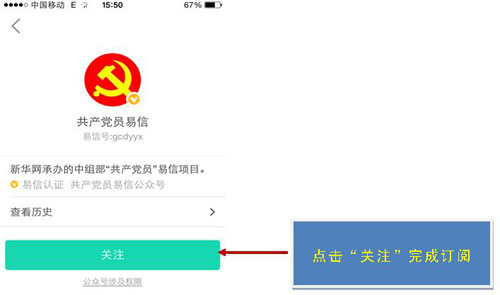 中国移动 E 15:50 67%
共产党员易信
易信号:gcdyyx
新华网承办的中组部“共产党员”易信项目。
易信认证 共产党员易信公众号
查看历史
关注
点击“关注”完成订阅
公众号涉及权限